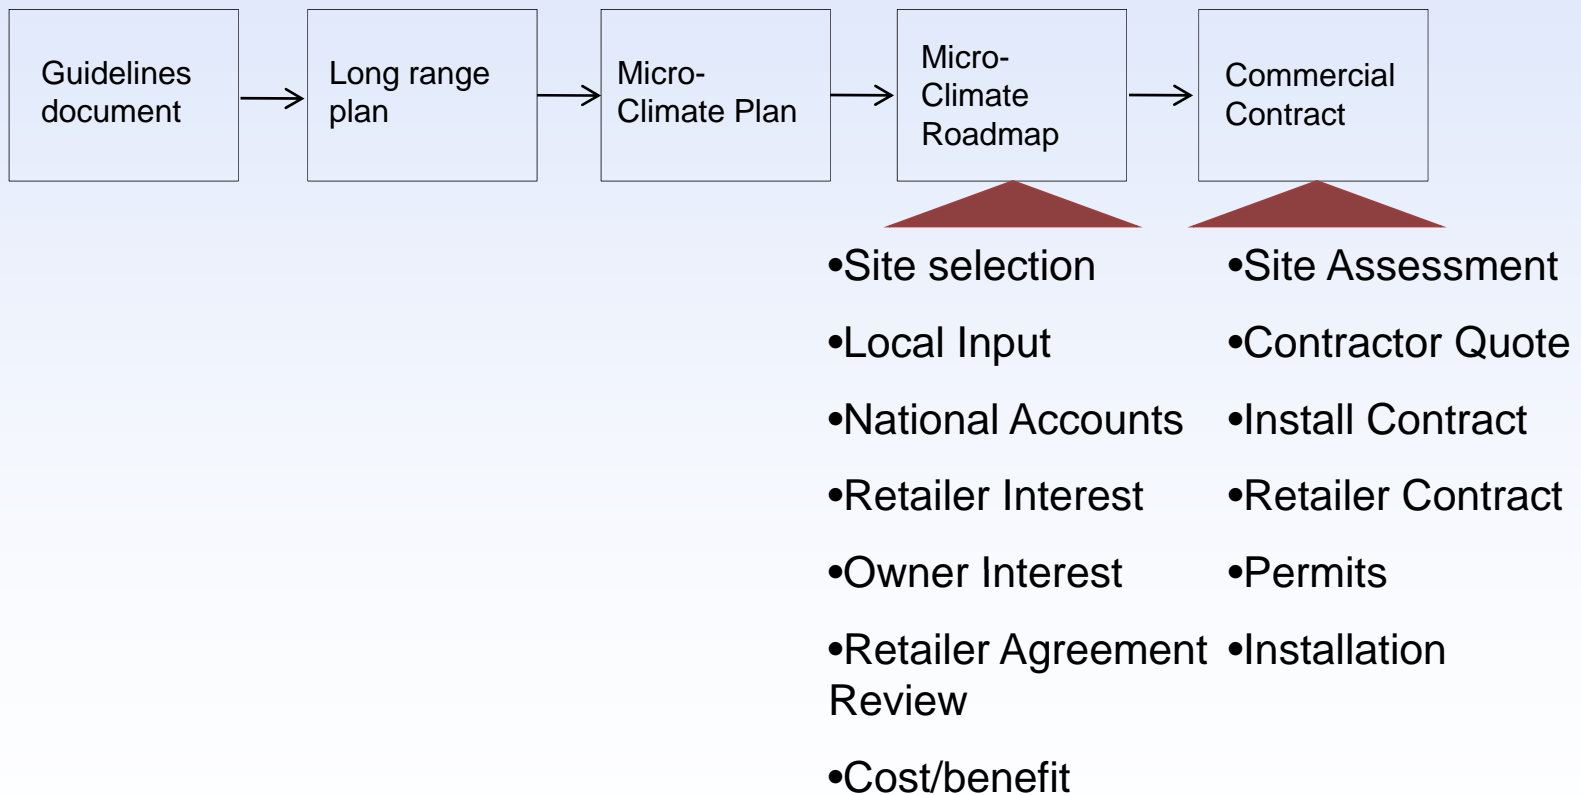 Guidelines
document
Long range
plan
Micro-
Climate Plan
Micro-
Climate
Roadmap
Commercial
Contract
•Site selection
•Local Input
•National Accounts
•Retailer Interest
•Owner Interest
•Retailer Agreement
Review
•Cost/benefit
•Site Assessment
•Contractor Quote
•Install Contract
•Retailer Contract
•Permits
•Installation